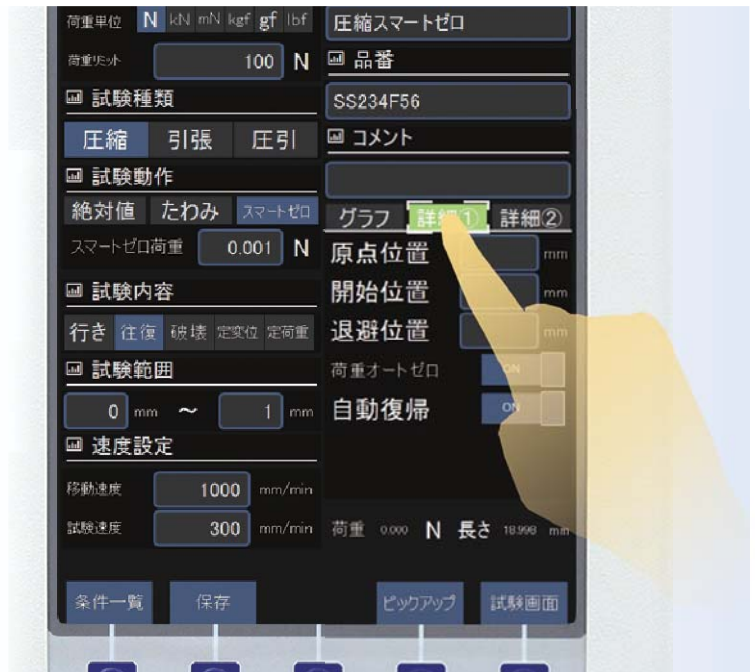 荷重単位 N kN mN kgf gf lbf
荷重リミット 100 N
試験種類
圧縮 引張 圧引
試験動作
絶対値 たわみ スマートゼロ
スマートゼロ荷重 0.001 N
試験内容
行き 往復 破壊 定変位 定荷重
試験範囲
0 mm ～ 1 mm
速度設定
移動速度 1000 mm/min
試験速度 300 mm/min
圧縮スマートゼロ
品番
SS234F56
コメント
グラフ 詳細① 詳細②
原点位置 mm
開始位置 mm
退避位置 mm
荷重オートゼロ ON
自動復帰 ON
荷重 0.000 N 長さ 18.998 mm
条件一覧 保存 ピックアップ 試験画面